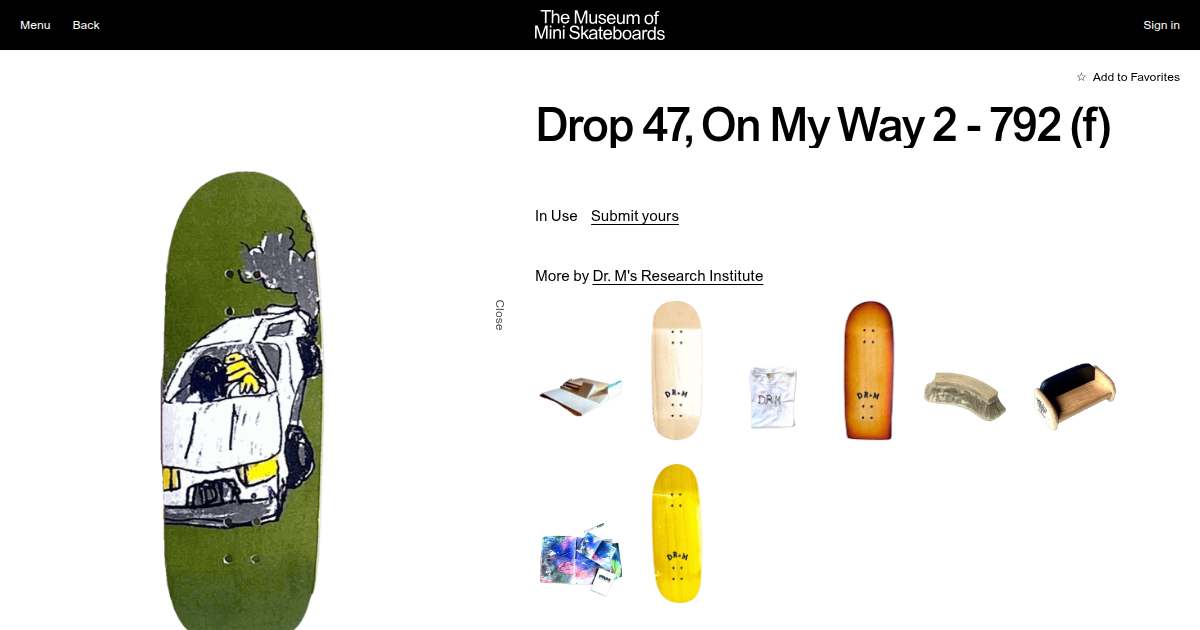 Menu
Back
The Museum of
Mini Skateboards
Sign in
☆ Add to Favorites
Drop 47, On My Way 2 - 792 (f)
In Use
Submit yours
More by Dr. M's Research Institute
Close
DR·M
DRM
DR·M
DR·M